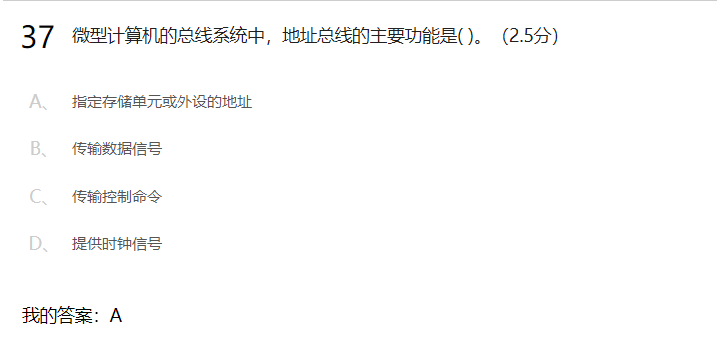 37 微型计算机的总线系统中，地址总线的主要功能是( )。（2.5分）
A、 指定存储单元或外设的地址
B、 传输数据信号
C、 传输控制命令
D、 提供时钟信号
我的答案：A